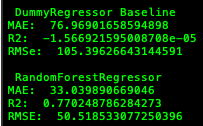 DummyRegressor Baseline
MAE:  76.96901658594898
R2:  -1.566921595008708e-05
RMSe:  105.39626643144591
RandomForestRegressor
MAE:  33.039890669046
R2:  0.770248786284273
RMSe:  50.518533077250396